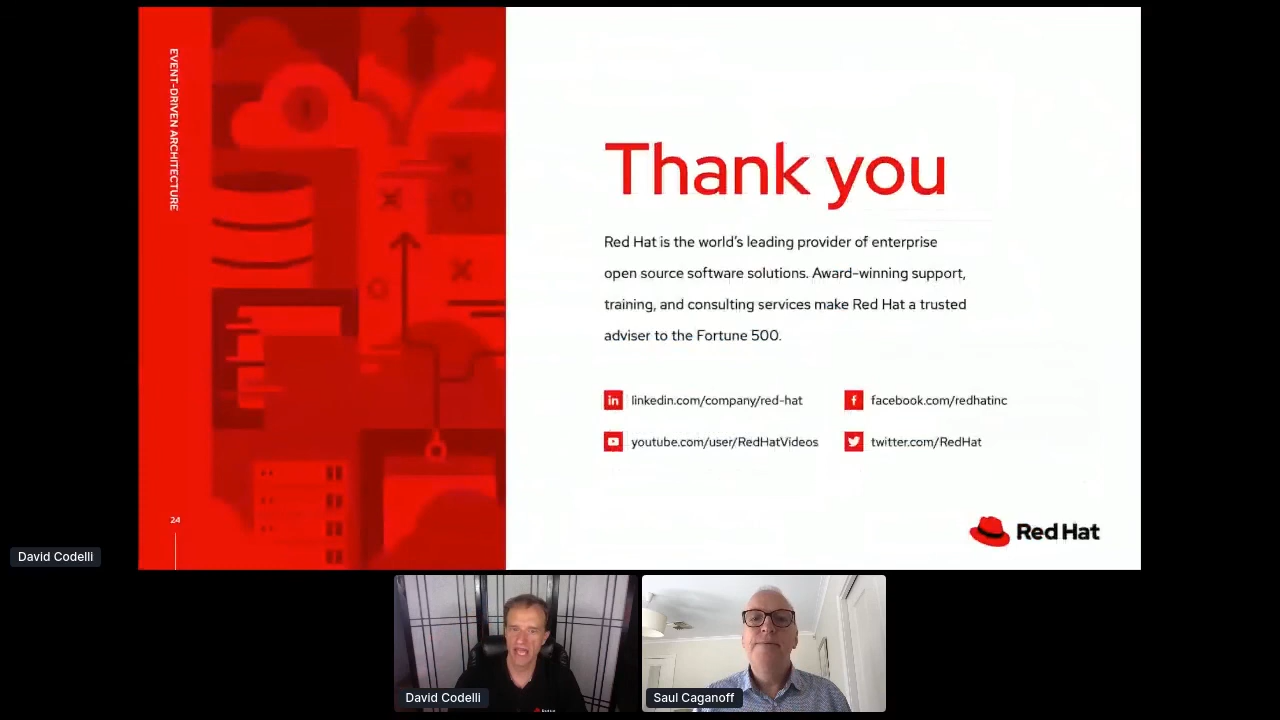 EVENT-DRIVEN ARCHITECTURE
Thank you
Red Hat is the world's leading provider of enterprise
open source software solutions. Award-winning support,
training, and consulting services make Red Hat a trusted
adviser to the Fortune 500.
linkedin.com/company/red-hat
facebook.com/redhatinc
youtube.com/user/RedHatVideos
twitter.com/RedHat
24
Red Hat
David Codelli
David Codelli
Saul Caganoff